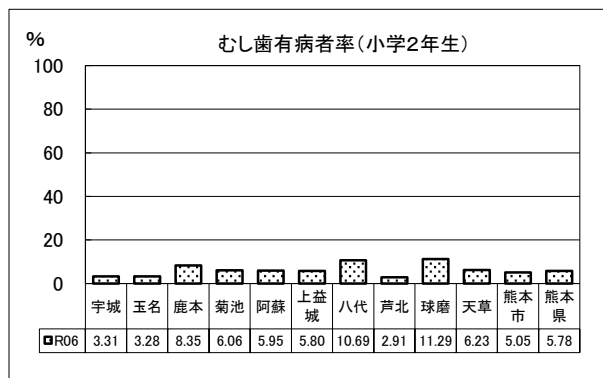 むし歯有病者率(小学２年生)
%
100
80
60
40
20
0
宇城 玉名 鹿本 菊池 阿蘇 上益城 八代 芦北 球磨 天草 熊本市 熊本県
R06 3.31 3.28 8.35 6.06 5.95 5.80 10.69 2.91 11.29 6.23 5.05 5.78